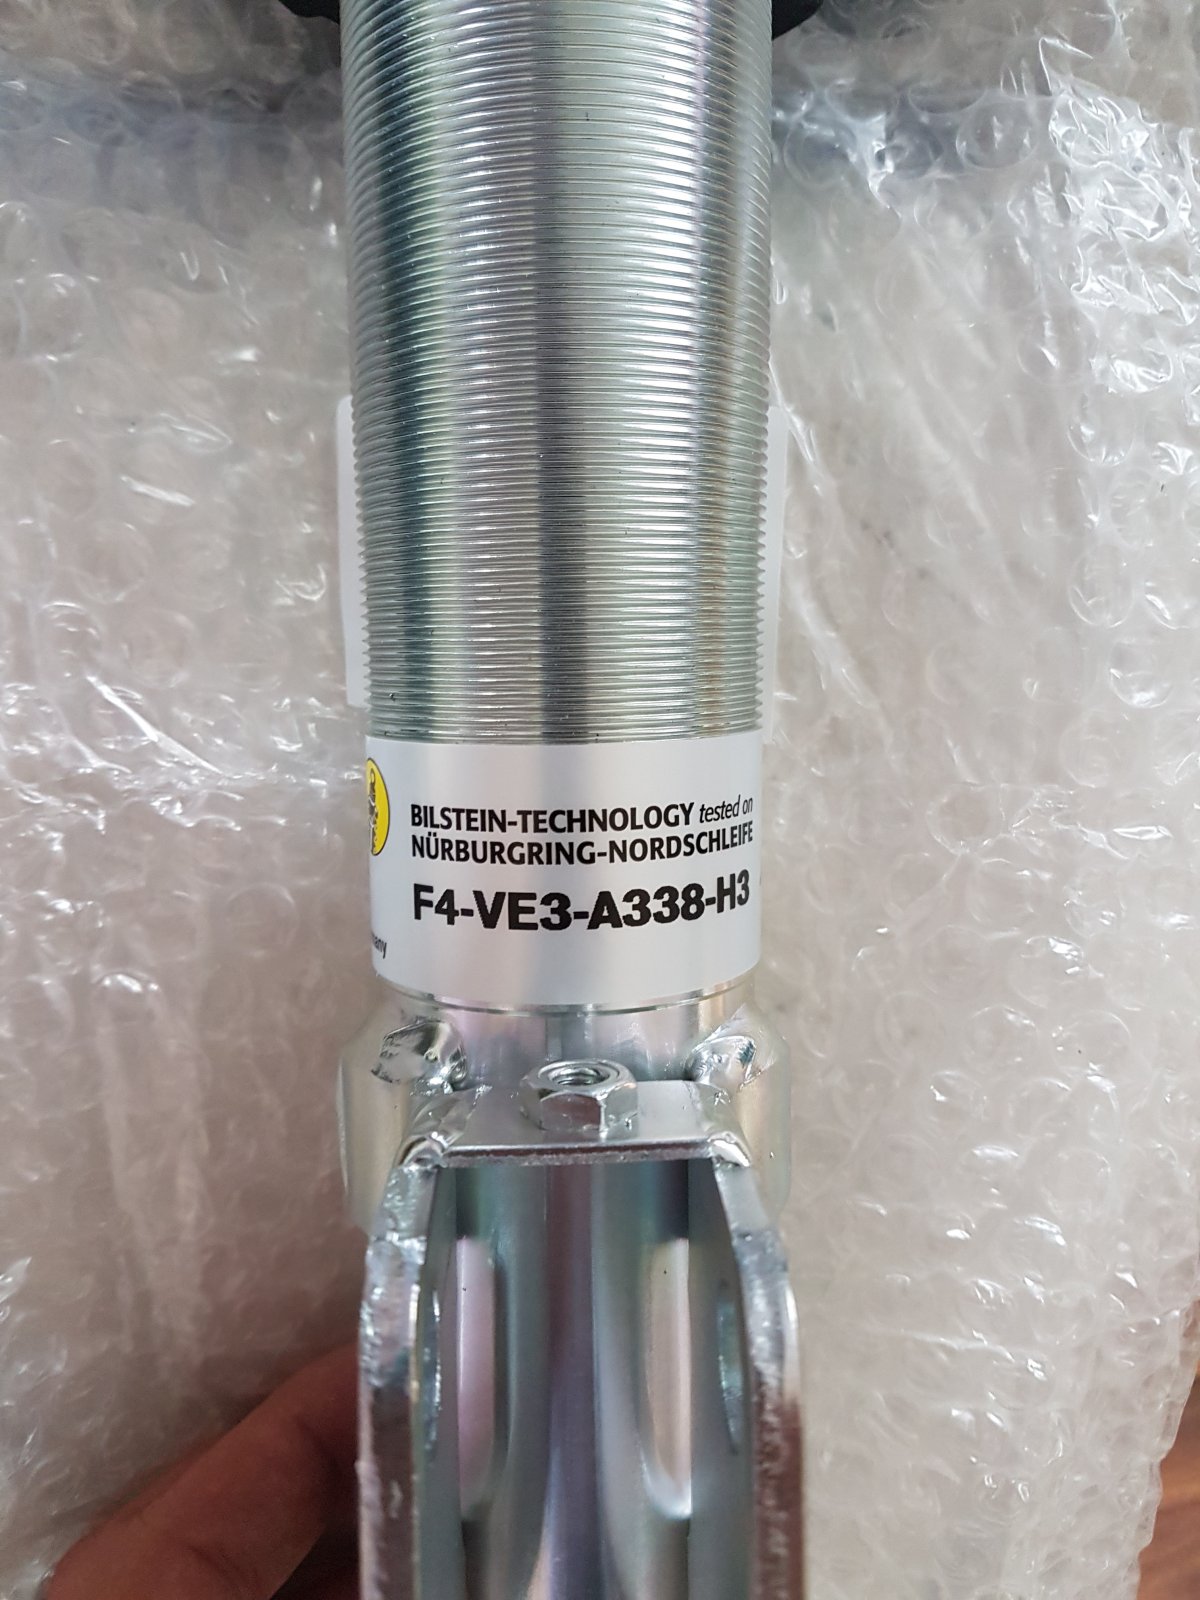 BILSTEIN-TECHNOLOGY tested on
NÜRBURGRING-NORDSCHLEIFE
F4-VE3-A338-H3